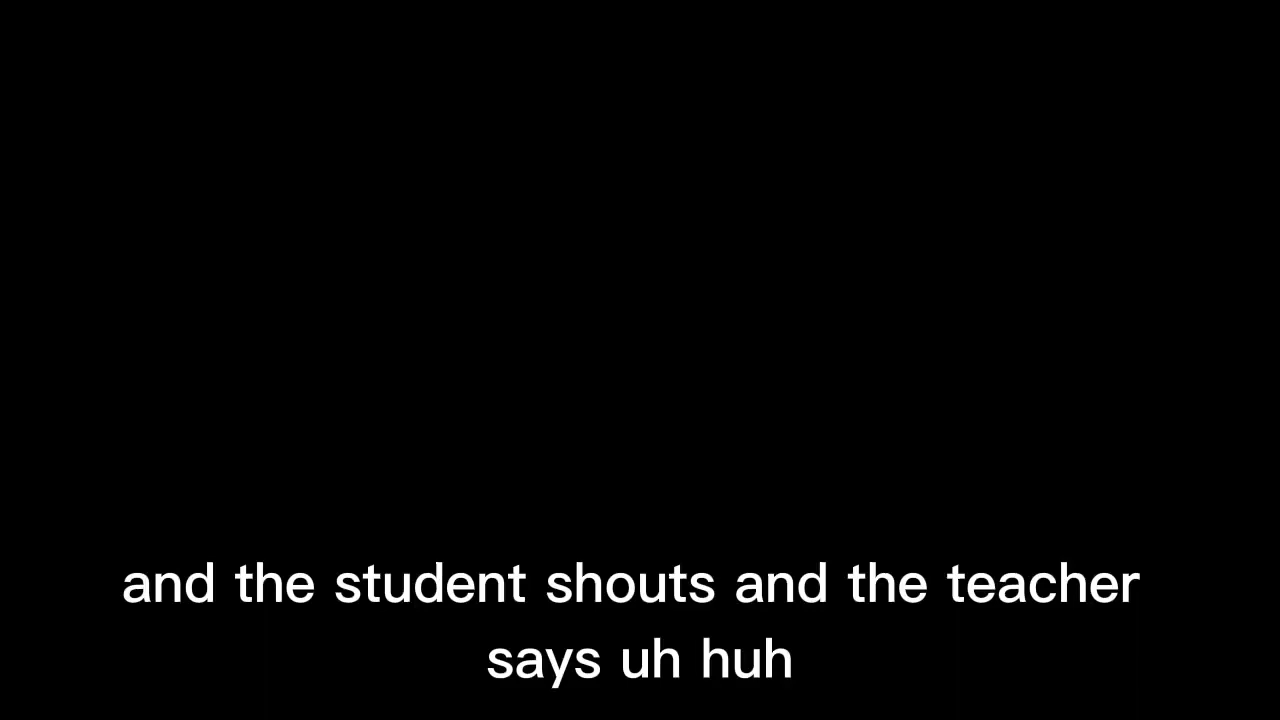 and the student shouts and the teacher
says uh huh